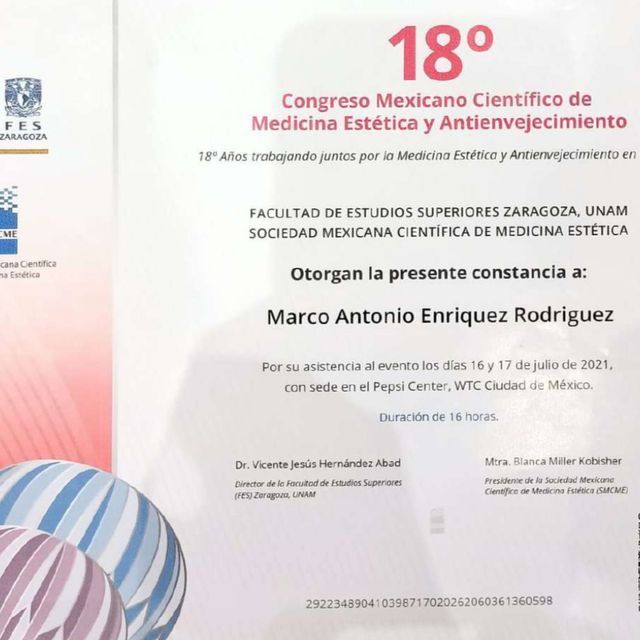 FES
ZARAGOZA
CME
cana Científica
na Estética
18º
Congreso Mexicano Científico de
Medicina Estética y Antienvejecimiento
18ª Años trabajando juntos por la Medicina Estética y Antienvejecimiento en
FACULTAD DE ESTUDIOS SUPERIORES ZARAGOZA, UNAM
SOCIEDAD MEXICANA CIENTÍFICA DE MEDICINA ESTÉTICA
Otorgan la presente constancia a:
Marco Antonio Enriquez Rodriguez
Por su asistencia al evento los días 16 y 17 de julio de 2021,
con sede en el Pepsi Center, WTC Ciudad de México.
Duración de 16 horas.
Dr. Vicente Jesús Hernández Abad
Director de la Facultad de Estudios Superiores
(FES) Zaragoza, UNAM
Mtra. Blanca Miller Kobisher
Presidente de la Sociedad Mexicana
Científica de Medicina Estética (SMCME)
29223489041039871702026206036​1360598